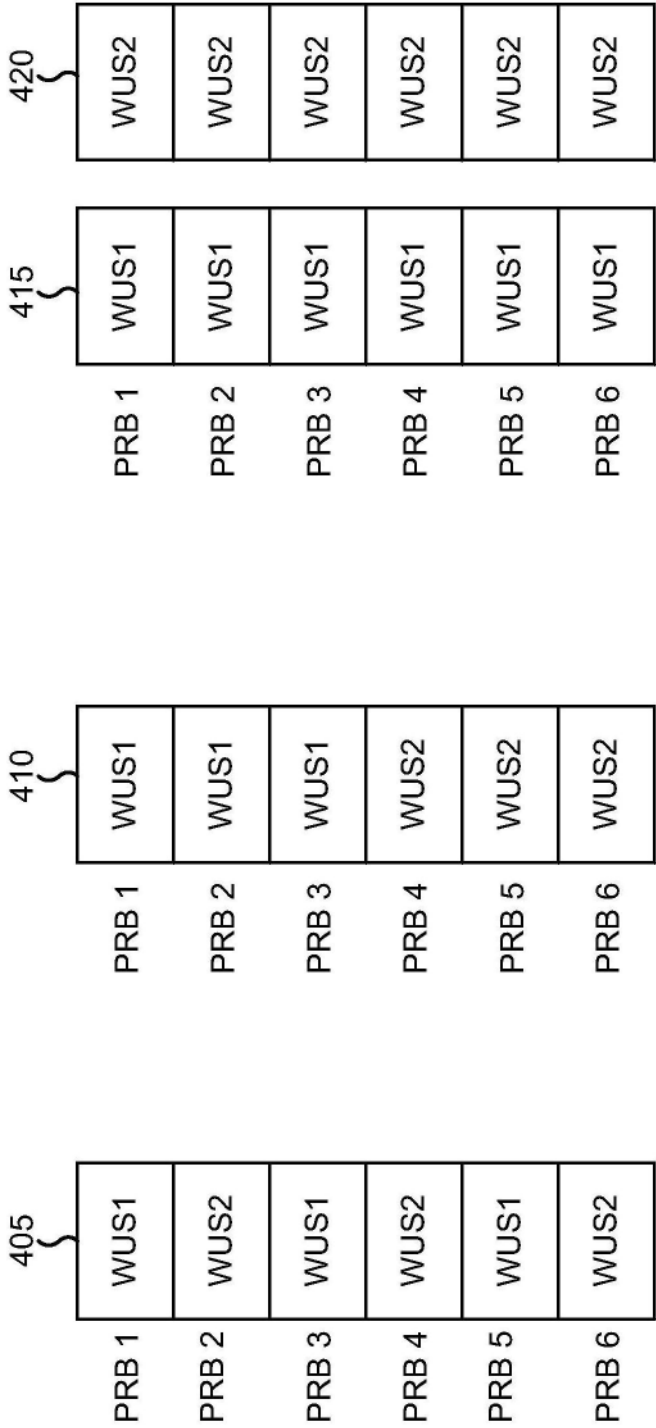 405
PRB 1 WUS1
PRB 2 WUS2
PRB 3 WUS1
PRB 4 WUS2
PRB 5 WUS1
PRB 6 WUS2
410
PRB 1 WUS1
PRB 2 WUS1
PRB 3 WUS1
PRB 4 WUS2
PRB 5 WUS2
PRB 6 WUS2
415 420
PRB 1 WUS1 WUS2
PRB 2 WUS1 WUS2
PRB 3 WUS1 WUS2
PRB 4 WUS1 WUS2
PRB 5 WUS1 WUS2
PRB 6 WUS1 WUS2